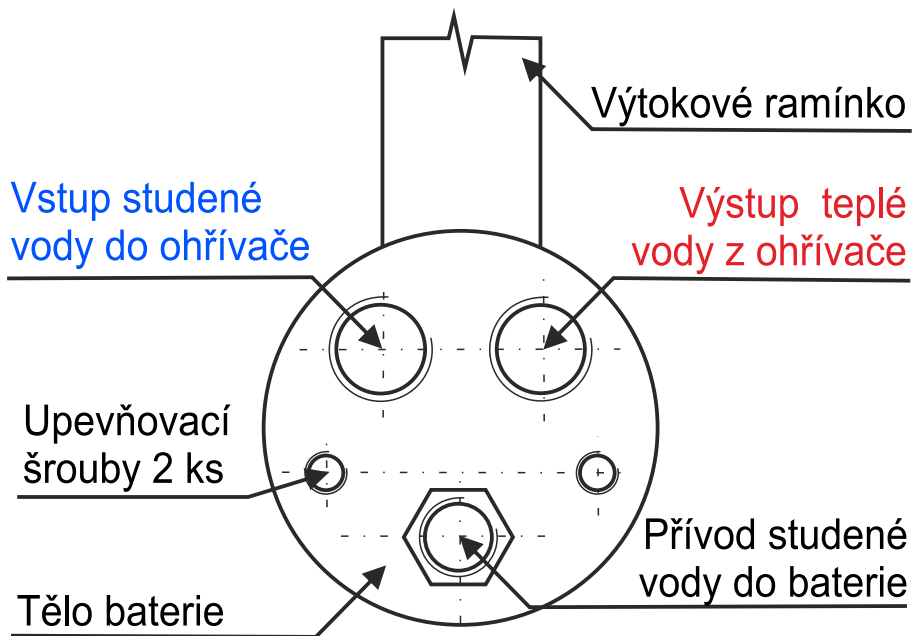 Výtokové ramínko
Vstup studené
vody do ohřívače
Výstup teplé
vody z ohřívače
Upevňovací
šrouby 2 ks
Přívod studené
vody do baterie
Tělo baterie